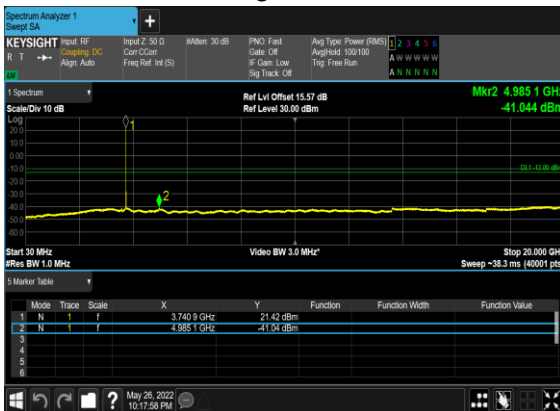 Spectrum Analyzer 1
Swept SA
KEYSIGHT
R T
LV
Input: RF
Coupling: DC
Align: Auto
Input Z: 50 Ω
Corr CCorr
Freq Ref: Int (S)
#Atten: 30 dB
PNO: Fast
Gate: Off
IF Gain: Low
Sig Track: Off
Avg Type: Power (RMS)
Avg|Hold: 100/100
Trig: Free Run
1 2 3 4 5 6
A W W W W W
A N N N N N
1 Spectrum
Scale/Div 10 dB
Ref Lvl Offset 15.57 dB
Ref Level 30.00 dBm
Mkr2 4.985 1 GHz
-41.044 dBm
Log
20.0
10.0
0.00
-10.0
-20.0
-30.0
-40.0
-50.0
-60.0
1
2
DL1 -13.00 dBm
Start 30 MHz
#Res BW 1.0 MHz
Video BW 3.0 MHz*
Stop 20.000 GHz
Sweep ~38.3 ms (40001 pts)
5 Marker Table
Mode Trace Scale X Y Function Function Width Function Value
1 N 1 f 3.740 9 GHz 21.42 dBm
2 N 1 f 4.985 1 GHz -41.04 dBm
3
4
5
6
May 26, 2022
10:17:58 PM